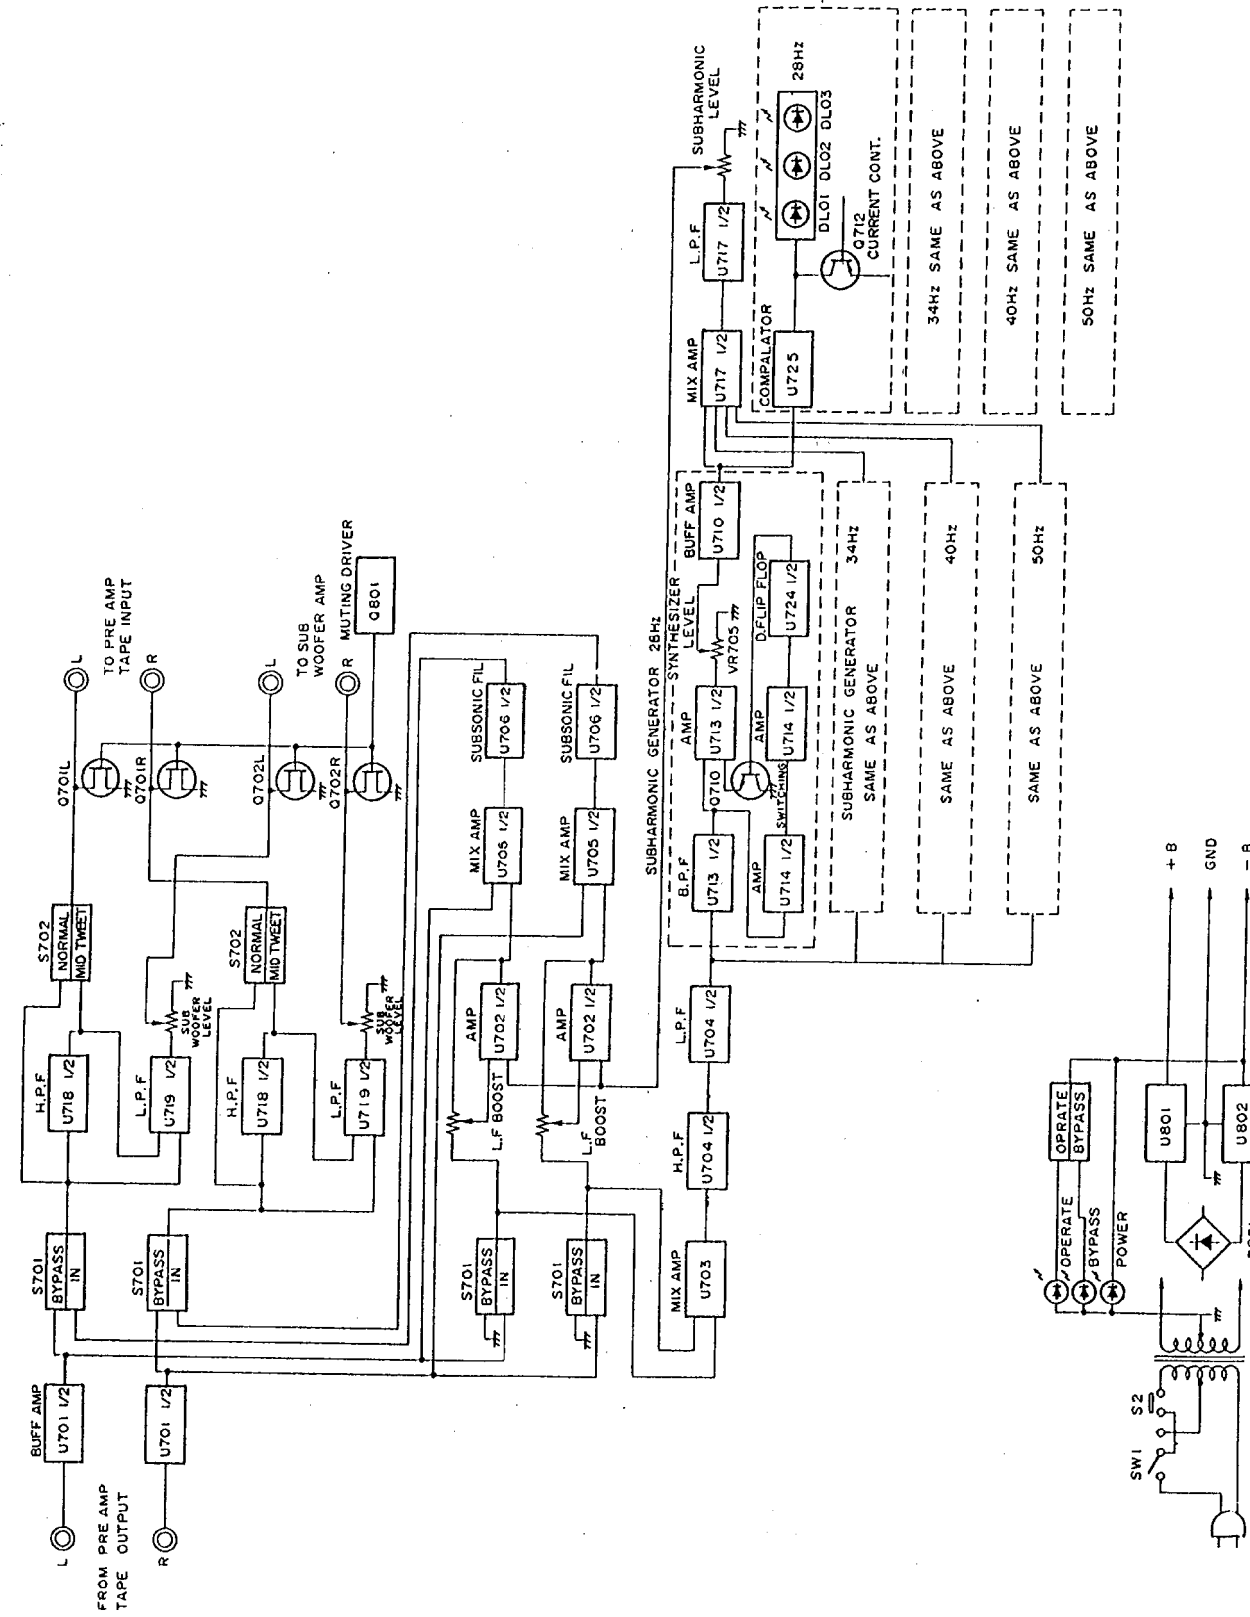 FROM PRE AMP
TAPE OUTPUT
L
R
BUFF AMP
U701 1/2
U701 1/2
S701
BYPASS
IN
S701
BYPASS
IN
H.P.F
U718 1/2
L.P.F
U719 1/2
SUB
WOOFER
LEVEL
H.P.F
U718 1/2
L.P.F
U719 1/2
SUB
WOOFER
LEVEL
S702
NORMAL
MID TWEET
S702
NORMAL
MID TWEET
Q701L
Q701R
Q702L
Q702R
L
R
TO PRE AMP
TAPE INPUT
L
TO SUB
WOOFER AMP
R
MUTING DRIVER
Q801
S701
BYPASS
IN
S701
BYPASS
IN
L.F BOOST
L.F
BOOST
AMP
U702 1/2
AMP
U702 1/2
MIX AMP
U705 1/2
MIX AMP
U705 1/2
SUBSONIC FIL
U706 1/2
SUBSONIC FIL
U706 1/2
MIX AMP
U703
H.P.F
U704 1/2
L.P.F
U704 1/2
SUBHARMONIC GENERATOR 28Hz
B.P.F
U713 1/2
AMP
U714 1/2
Q710
SWITCHING
AMP
U713 1/2
AMP
U714 1/2
SYNTHESIZER
LEVEL
VR705
D.FLIP FLOP
U724 1/2
BUFF AMP
U710 1/2
SUBHARMONIC GENERATOR 34Hz
SAME AS ABOVE
SAME AS ABOVE 40Hz
SAME AS ABOVE 50Hz
MIX AMP
U717 1/2
L.P.F
U717 1/2
SUBHARMONIC
LEVEL
COMPALATOR
U725
DL01 DL02 DL03
28Hz
Q712
CURRENT CONT.
34Hz SAME AS ABOVE
40Hz SAME AS ABOVE
50Hz SAME AS ABOVE
SW1
S2
OPERATE
BYPASS
POWER
OPRATE
BYPASS
U801
U802
+B
GND